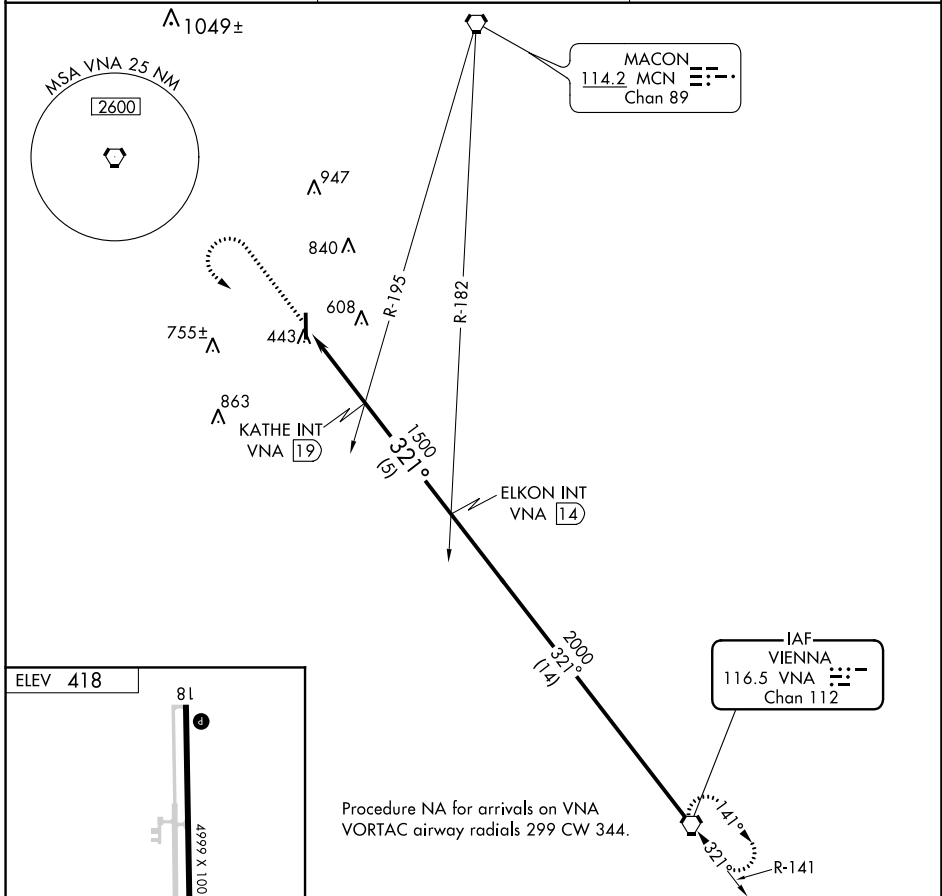 1049±
MSA VNA 25 NM
2600
MACON
114.2 MCN
Chan 89
947
840
R-195
R-182
608
755±
443
863
KATHE INT
VNA 19
1500
321°
(5)
ELKON INT
VNA 14
2000
321°
(14)
IAF
VIENNA
116.5 VNA
Chan 112
ELEV 418
18
P
4999 X 100
Procedure NA for arrivals on VNA
VORTAC airway radials 299 CW 344.
141°
321°
R-141